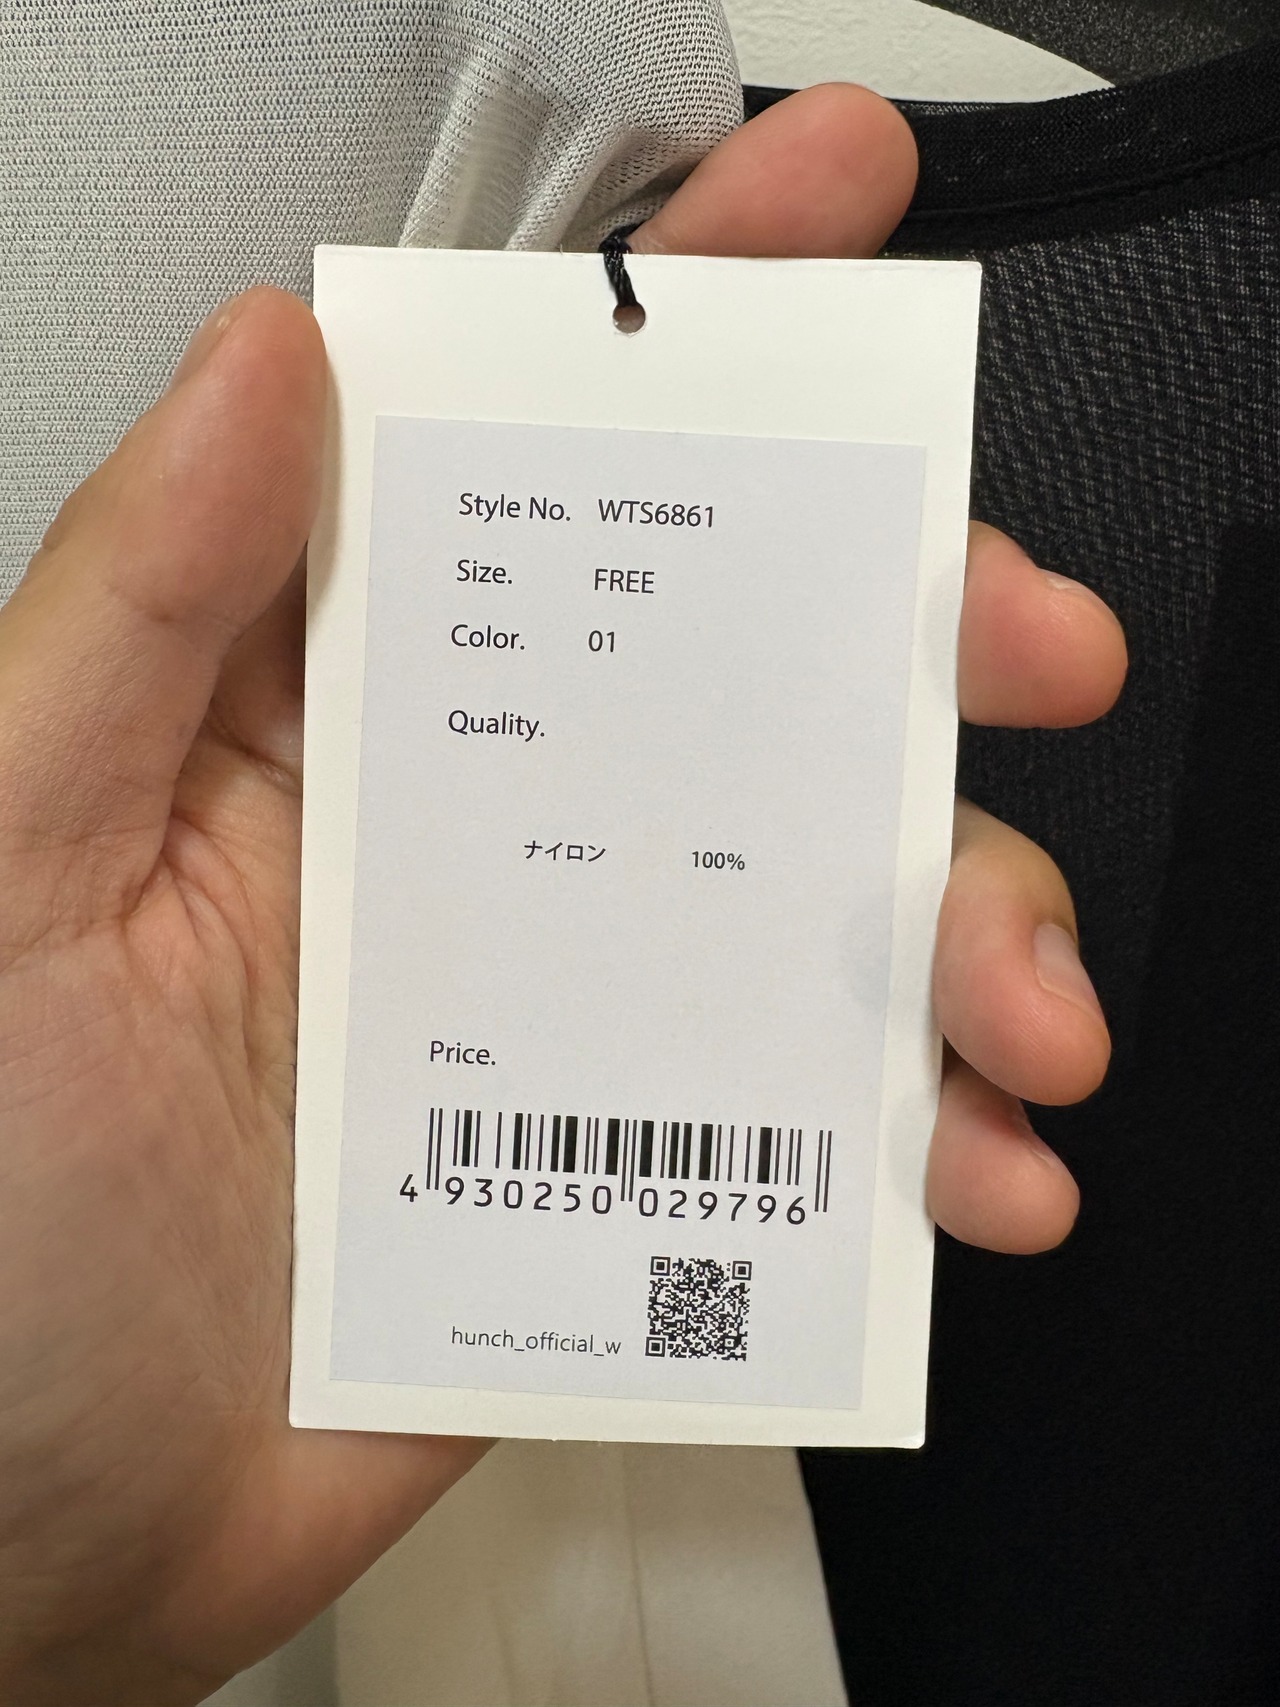 Style No. WTS6861
Size. FREE
Color. 01
Quality.
ナイロン 100%
Price.
4 930250 029796
hunch_official_w